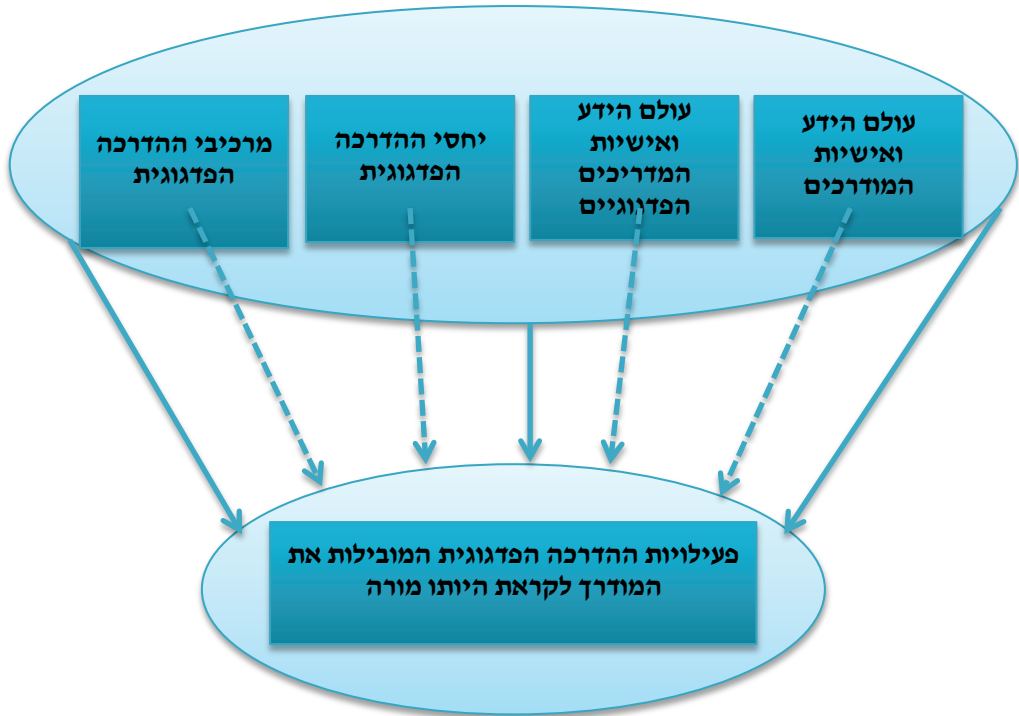 עולם הידע
ואישיות
המודרכים
עולם הידע
ואישיות
המדריכים
הפדגוגיים
יחסי ההדרכה
הפדגוגית
מרכיבי ההדרכה
הפדגוגית
פעילויות ההדרכה הפדגוגית המובילות את
המודרך לקראת היותו מורה